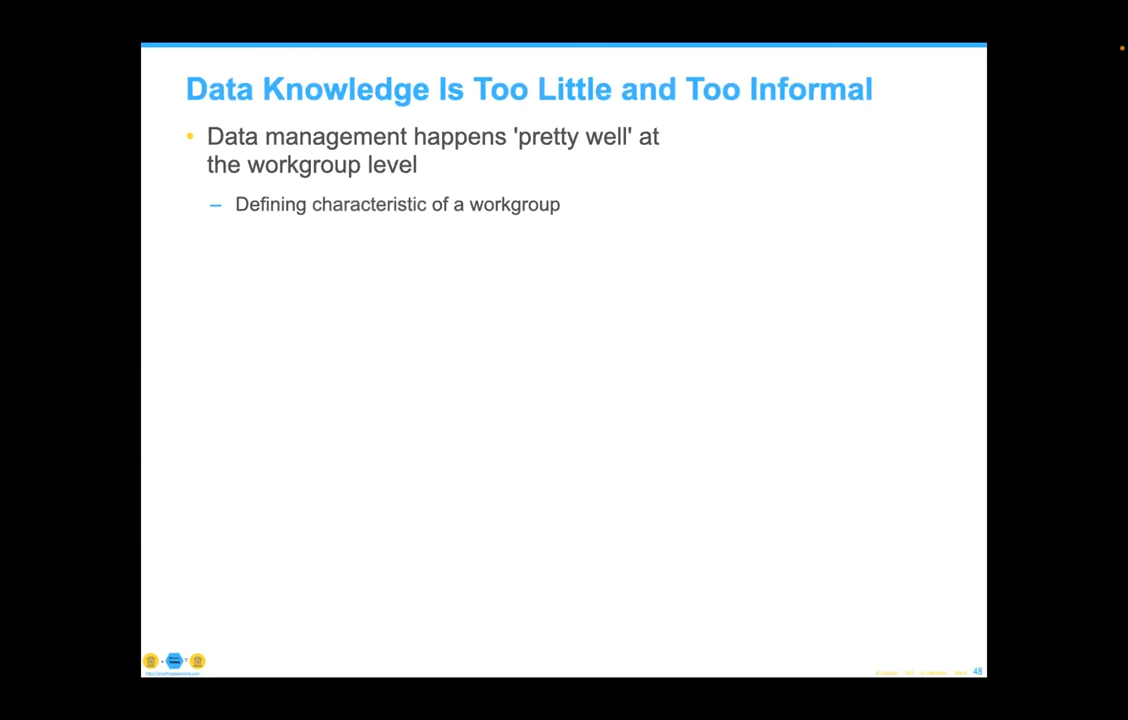 Data Knowledge Is Too Little and Too Informal
• Data management happens 'pretty well' at
the workgroup level
– Defining characteristic of a workgroup
48